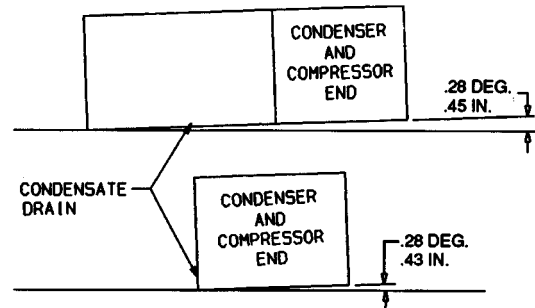 CONDENSER
AND
COMPRESSOR
END
.28 DEG.
.45 IN.
CONDENSATE
DRAIN
CONDENSER
AND
COMPRESSOR
END
.28 DEG.
.43 IN.